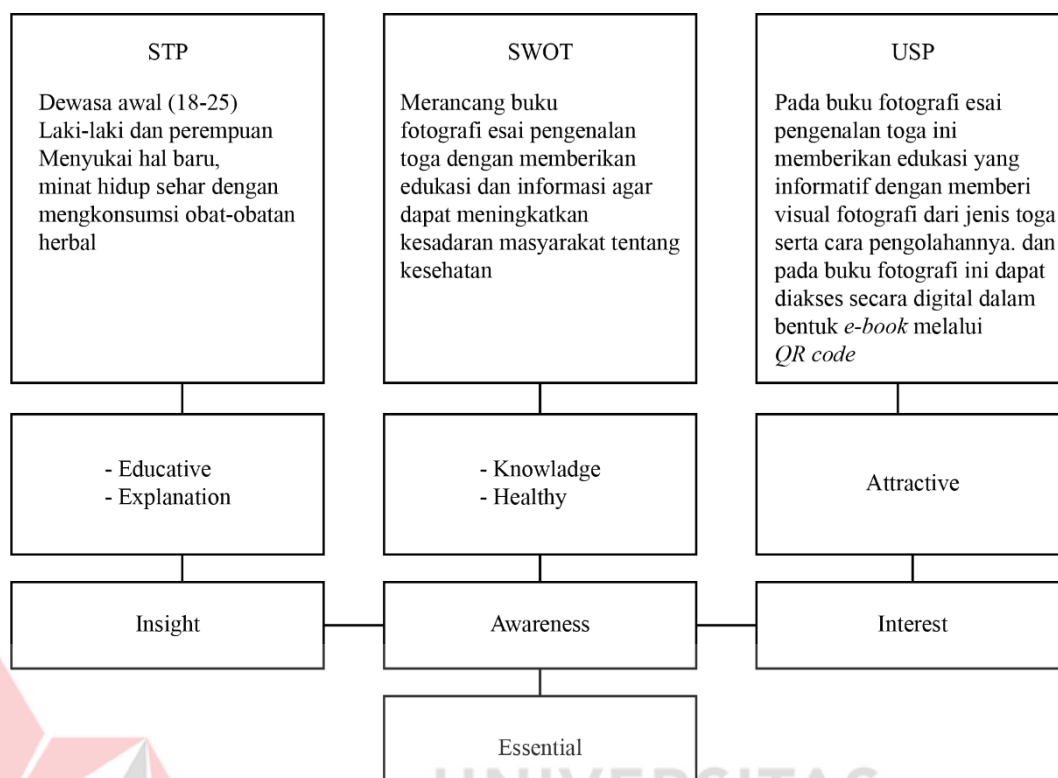 STP
Dewasa awal (18-25)
Laki-laki dan perempuan
Menyukai hal baru,
minat hidup sehar dengan
mengkonsumsi obat-obatan
herbal
SWOT
Merancang buku
fotografi esai pengenalan
toga dengan memberikan
edukasi dan informasi agar
dapat meningkatkan
kesadaran masyarakat tentang
kesehatan
USP
Pada buku fotografi esai
pengenalan toga ini
memberikan edukasi yang
informatif dengan memberi
visual fotografi dari jenis toga
serta cara pengolahannya. dan
pada buku fotografi ini dapat
diakses secara digital dalam
bentuk e-book melalui
QR code
- Educative
- Explanation
- Knowladge
- Healthy
Attractive
Insight
Awareness
Interest
Essential
UNIVERSITAS